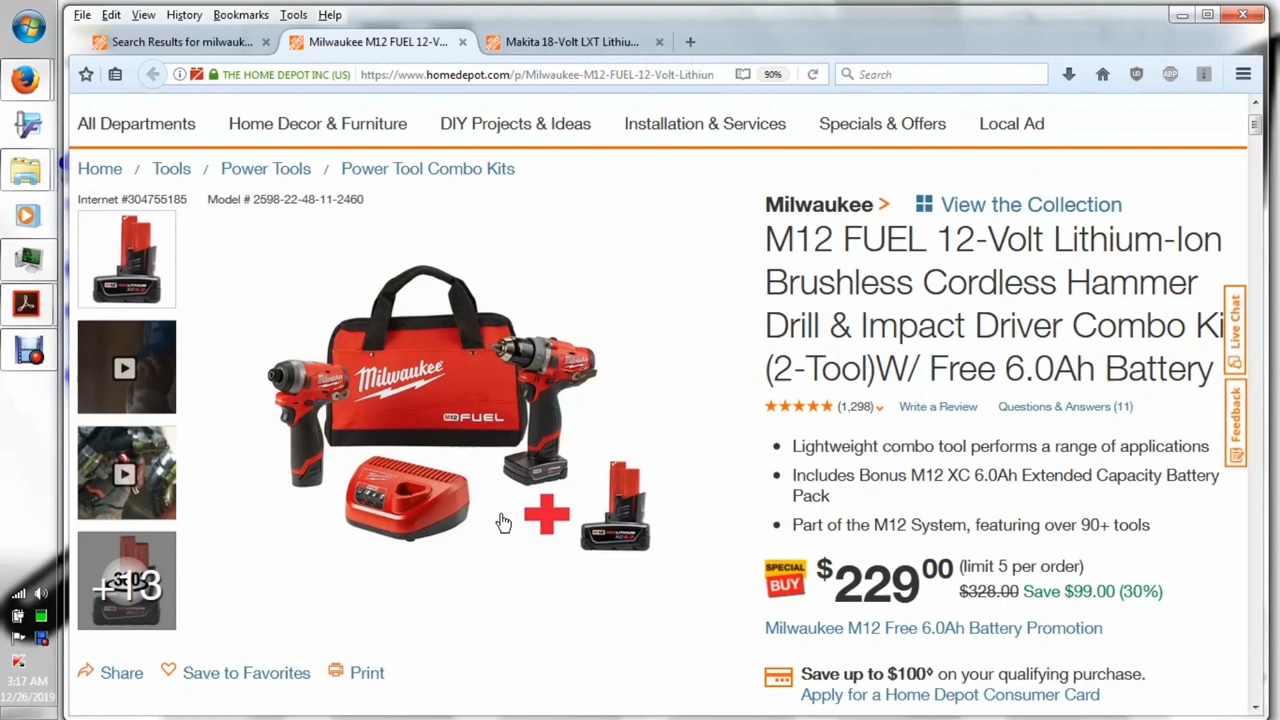 File Edit View History Bookmarks Tools Help
Search Results for milwauk...
Milwaukee M12 FUEL 12-V...
Makita 18-Volt LXT Lithiu...
THE HOME DEPOT INC (US)
https://www.homedepot.com/p/Milwaukee-M12-FUEL-12-Volt-Lithiun
90%
Search
All Departments Home Decor & Furniture DIY Projects & Ideas Installation & Services Specials & Offers Local Ad
Home / Tools / Power Tools / Power Tool Combo Kits
Internet #304755185 Model # 2598-22-48-11-2460
Milwaukee > View the Collection
M12 FUEL 12-Volt Lithium-Ion
Brushless Cordless Hammer
Drill & Impact Driver Combo Ki
(2-Tool)W/ Free 6.0Ah Battery
(1,298) Write a Review Questions & Answers (11)
Lightweight combo tool performs a range of applications
Includes Bonus M12 XC 6.0Ah Extended Capacity Battery
Pack
Part of the M12 System, featuring over 90+ tools
SPECIAL
BUY
$229.00 (limit 5 per order)
$328.00 Save $99.00 (30%)
Milwaukee M12 Free 6.0Ah Battery Promotion
Save up to $100◊ on your qualifying purchase.
Apply for a Home Depot Consumer Card
Live Chat
Feedback
Milwaukee
M12 FUEL
+13
Share Save to Favorites Print
3:17 AM
12/26/2019